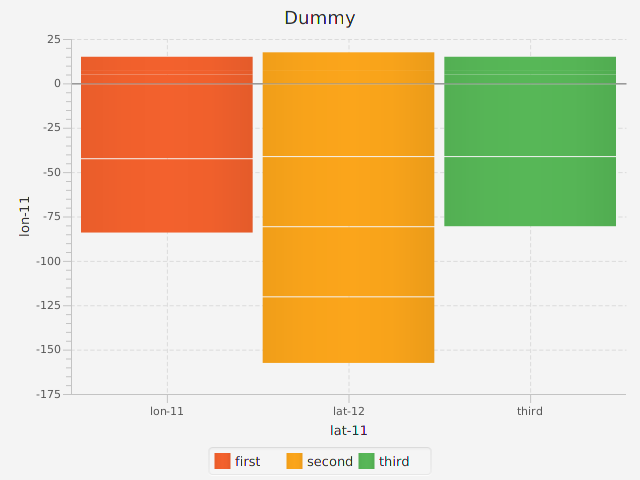 Dummy
25
0
-25
-50
-75
-100
-125
-150
-175
lon-11
lon-11
lat-12
third
lat-11
first
second
third